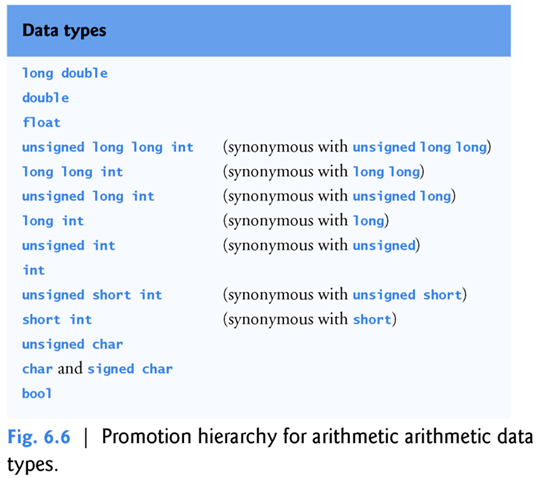 Data types
long double
double
float
unsigned long long int (synonymous with unsigned long long)
long long int (synonymous with long long)
unsigned long int (synonymous with unsigned long)
long int (synonymous with long)
unsigned int (synonymous with unsigned)
int
unsigned short int (synonymous with unsigned short)
short int (synonymous with short)
unsigned char
char and signed char
bool
Fig. 6.6 | Promotion hierarchy for arithmetic arithmetic data
types.